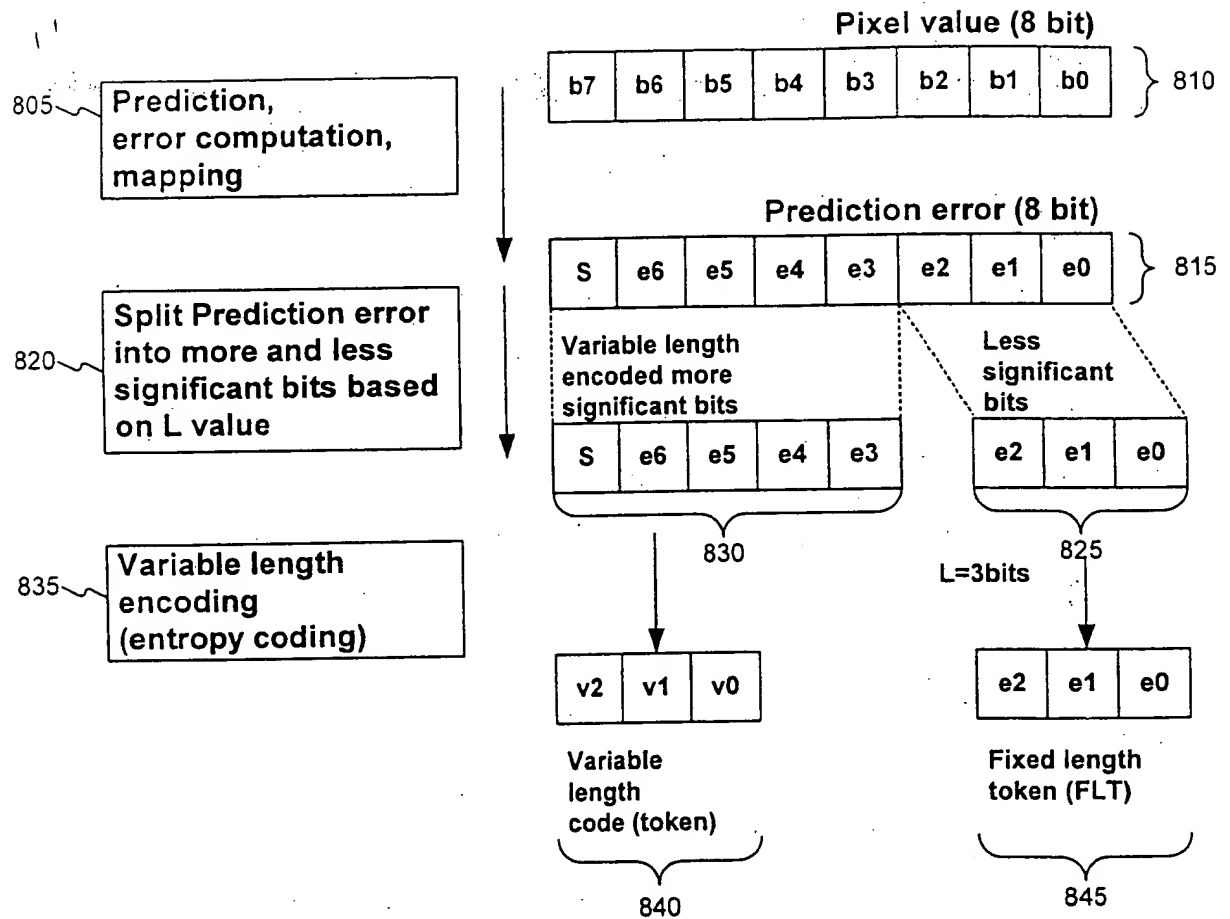 Pixel value (8 bit)
805
Prediction,
error computation,
mapping
b7 b6 b5 b4 b3 b2 b1 b0
810
Prediction error (8 bit)
S e6 e5 e4 e3 e2 e1 e0
815
820
Split Prediction error
into more and less
significant bits based
on L value
Variable length
encoded more
significant bits
Less
significant
bits
S e6 e5 e4 e3
e2 e1 e0
830
825
835
Variable length
encoding
(entropy coding)
L=3bits
v2 v1 v0
e2 e1 e0
Variable
length
code (token)
Fixed length
token (FLT)
840
845